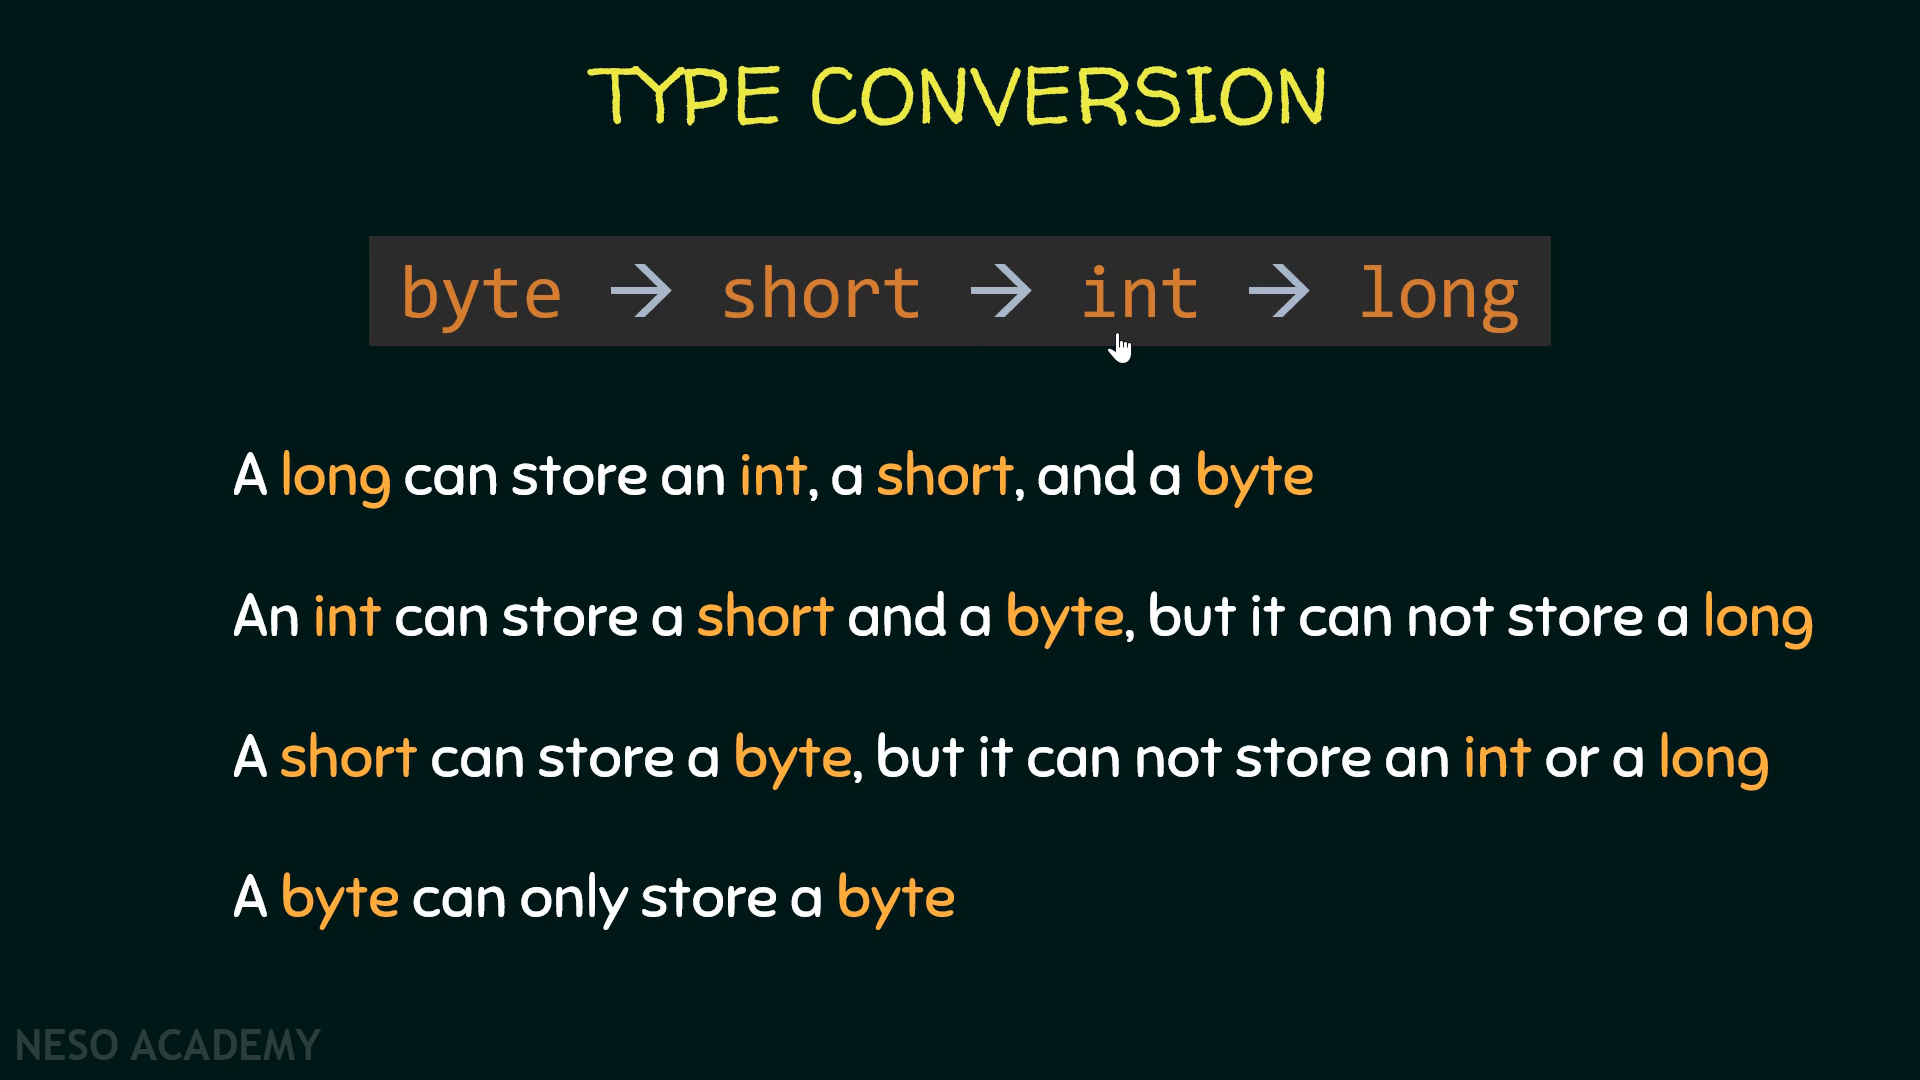 TYPE CONVERSION
byte → short → int → long
A long can store an int, a short, and a byte
An int can store a short and a byte, but it can not store a long
A short can store a byte, but it can not store an int or a long
A byte can only store a byte
NESO ACADEMY